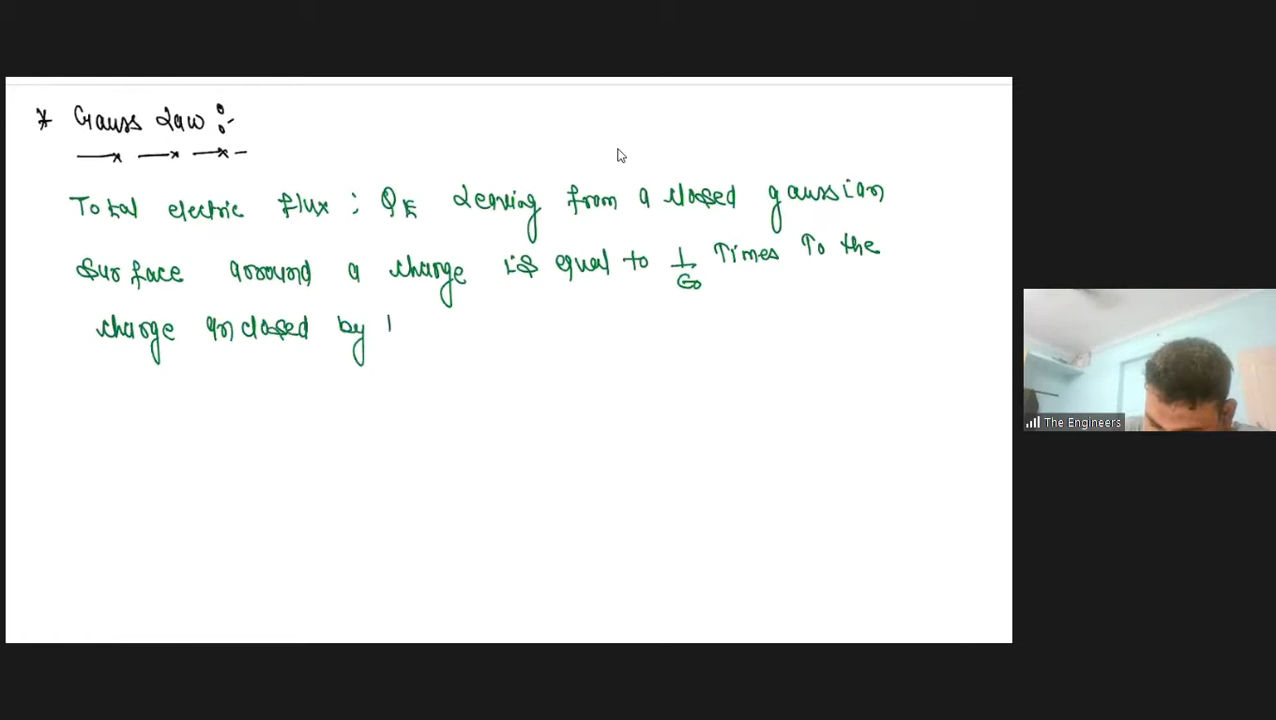 * Gauss Law :-
Total electric flux : φE Leaving from a closed gaussian
surface around a charge is equal to 1/ε0 Times To the
charge enclosed by
The Engineers